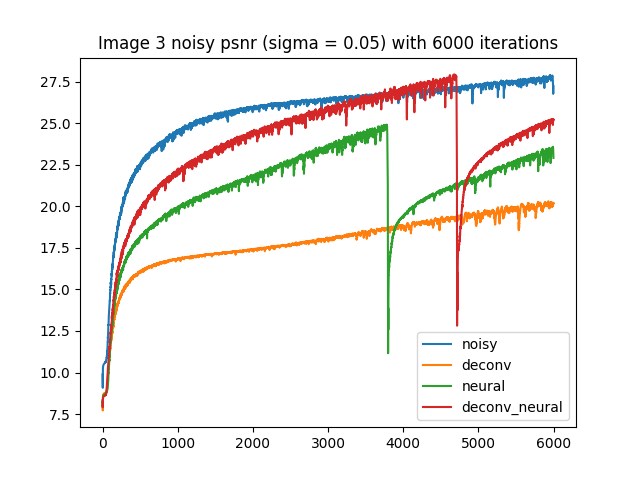 Image 3 noisy psnr (sigma = 0.05) with 6000 iterations
27.5
25.0
22.5
20.0
17.5
15.0
12.5
10.0
7.5
noisy
deconv
neural
deconv_neural
0 1000 2000 3000 4000 5000 6000